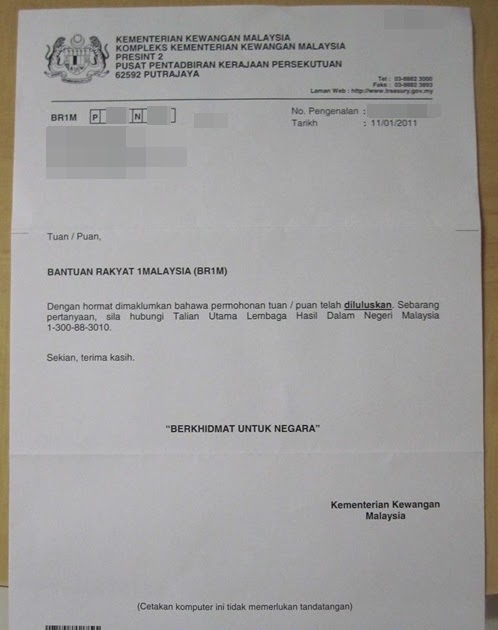 KEMENTERIAN KEWANGAN MALAYSIA
KOMPLEKS KEMENTERIAN KEWANGAN MALAYSIA
PRESINT 2
PUSAT PENTADBIRAN KERAJAAN PERSEKUTUAN
62592 PUTRAJAYA
Tel : 03-8882 3000
Faks : 03-8882 3893
Laman Web : http://www.treasury.gov.my
BR1M P N
No. Pengenalan :
Tarikh : 11/01/2011
Tuan / Puan,
BANTUAN RAKYAT 1MALAYSIA (BR1M)
Dengan hormat dimaklumkan bahawa permohonan tuan / puan telah diluluskan. Sebarang
pertanyaan, sila hubungi Talian Utama Lembaga Hasil Dalam Negeri Malaysia
1-300-88-3010.
Sekian, terima kasih.
"BERKHIDMAT UNTUK NEGARA"
Kementerian Kewangan
Malaysia
(Cetakan komputer ini tidak memerlukan tandatangan)